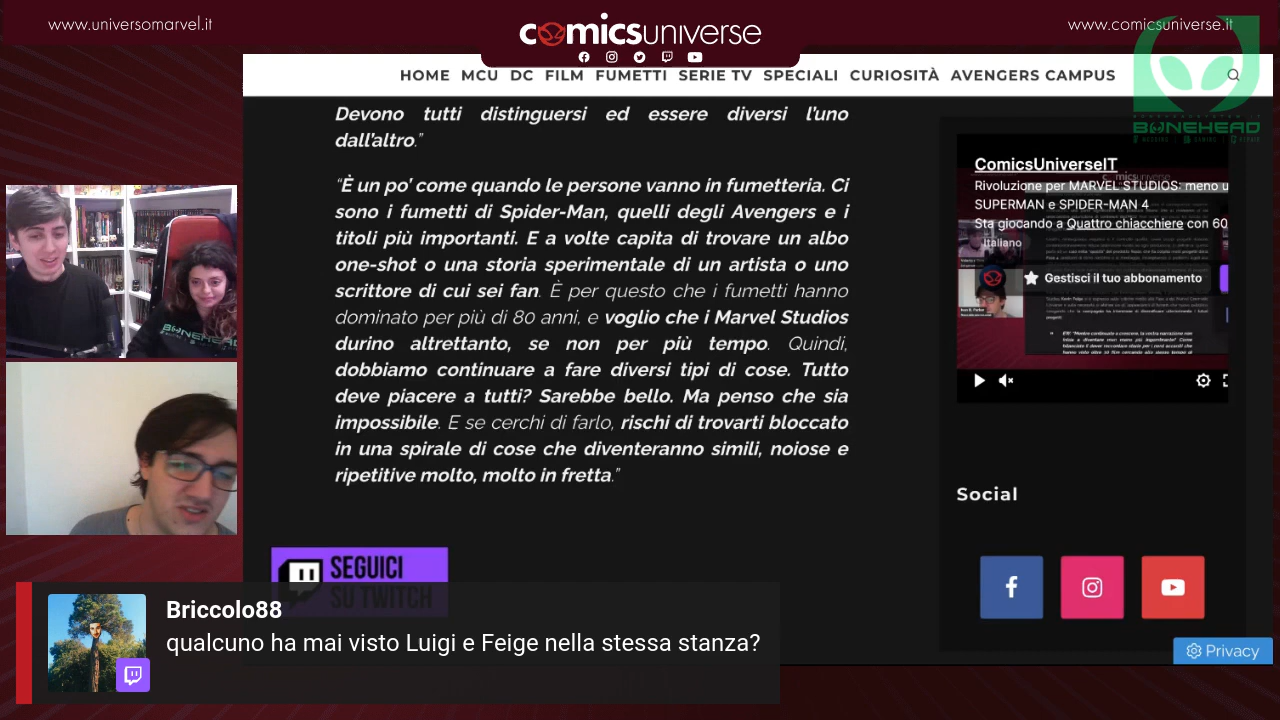 www.universomarvel.it
comicsuniverse
www.comicsuniverse.it
HOME MCU DC FILM FUMETTI SERIE TV SPECIALI CURIOSITÀ AVENGERS CAMPUS
BONEHEAD
Devono tutti distinguersi ed essere diversi l’uno
dall’altro.”
“È un po’ come quando le persone vanno in fumetteria. Ci
sono i fumetti di Spider-Man, quelli degli Avengers e i
titoli più importanti. E a volte capita di trovare un albo
one-shot o una storia sperimentale di un artista o uno
scrittore di cui sei fan. È per questo che i fumetti hanno
dominato per più di 80 anni, e voglio che i Marvel Studios
durino altrettanto, se non per più tempo. Quindi,
dobbiamo continuare a fare diversi tipi di cose. Tutto
deve piacere a tutti? Sarebbe bello. Ma penso che sia
impossibile. E se cerchi di farlo, rischi di trovarti bloccato
in una spirale di cose che diventeranno simili, noiose e
ripetitive molto, molto in fretta.”
ComicsUniverseIT
Rivoluzione per MARVEL STUDIOS: meno u
SUPERMAN e SPIDER-MAN 4
Sta giocando a Quattro chiacchiere con 60
Italiano
Gestisci il tuo abbonamento
Social
SEGUICI
SU TWITCH
Briccolo88
qualcuno ha mai visto Luigi e Feige nella stessa stanza?
Privacy